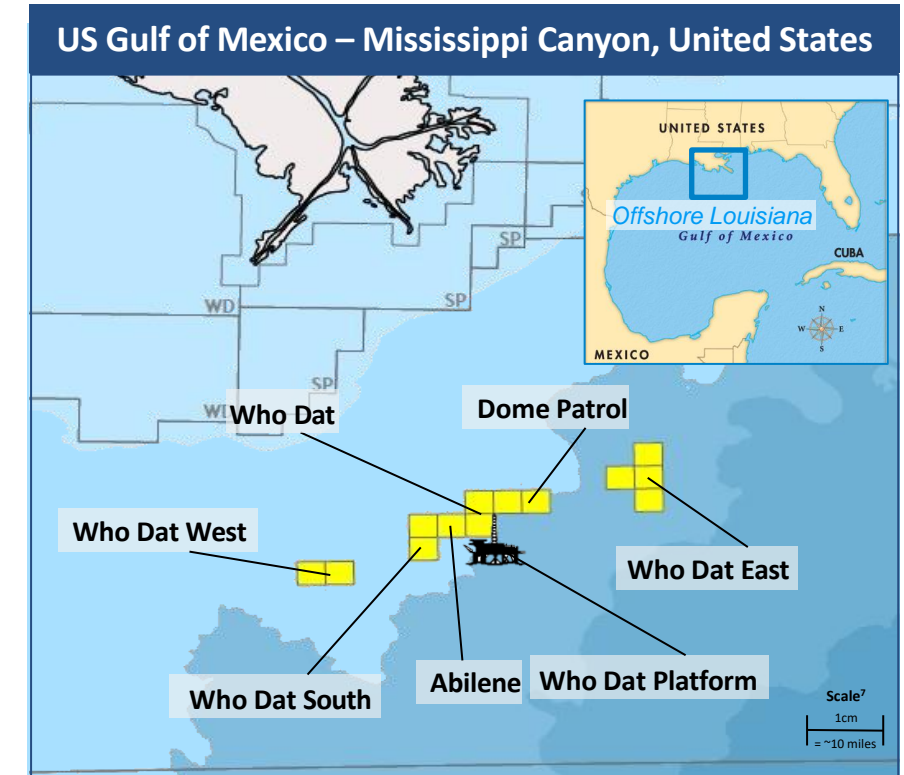 US Gulf of Mexico – Mississippi Canyon, United States
UNITED STATES
Offshore Louisiana
Gulf of Mexico
CUBA
N
W E
S
MEXICO
SP
WD
SP
SP
WD
Who Dat
Dome Patrol
Who Dat West
Who Dat East
Who Dat South
Abilene
Who Dat Platform
Scale⁷
1cm
= ~10 miles